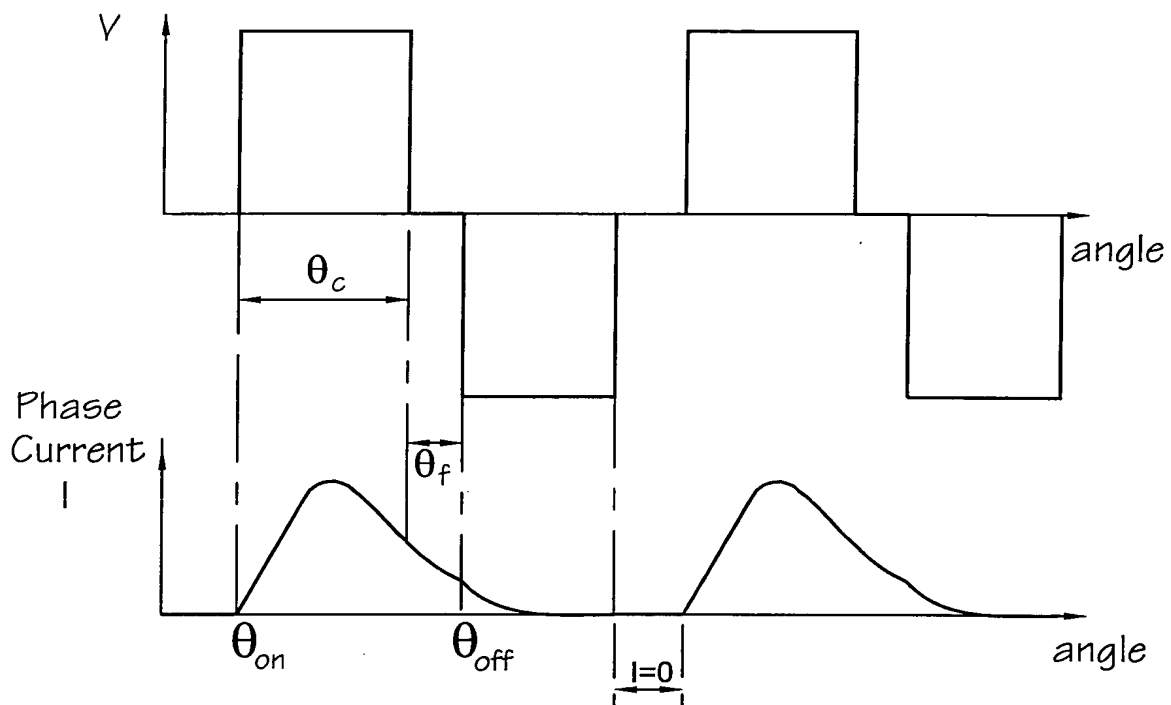 V
angle
θc
Phase
Current
I
θf
θon
θoff
angle
I=0